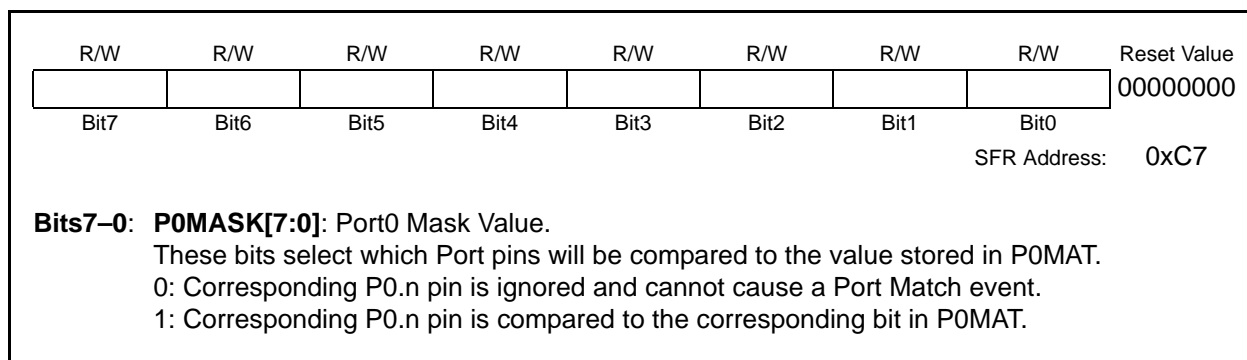 R/W R/W R/W R/W R/W R/W R/W R/W Reset Value
00000000
Bit7 Bit6 Bit5 Bit4 Bit3 Bit2 Bit1 Bit0
SFR Address: 0xC7
Bits7–0: P0MASK[7:0]: Port0 Mask Value.
These bits select which Port pins will be compared to the value stored in P0MAT.
0: Corresponding P0.n pin is ignored and cannot cause a Port Match event.
1: Corresponding P0.n pin is compared to the corresponding bit in P0MAT.